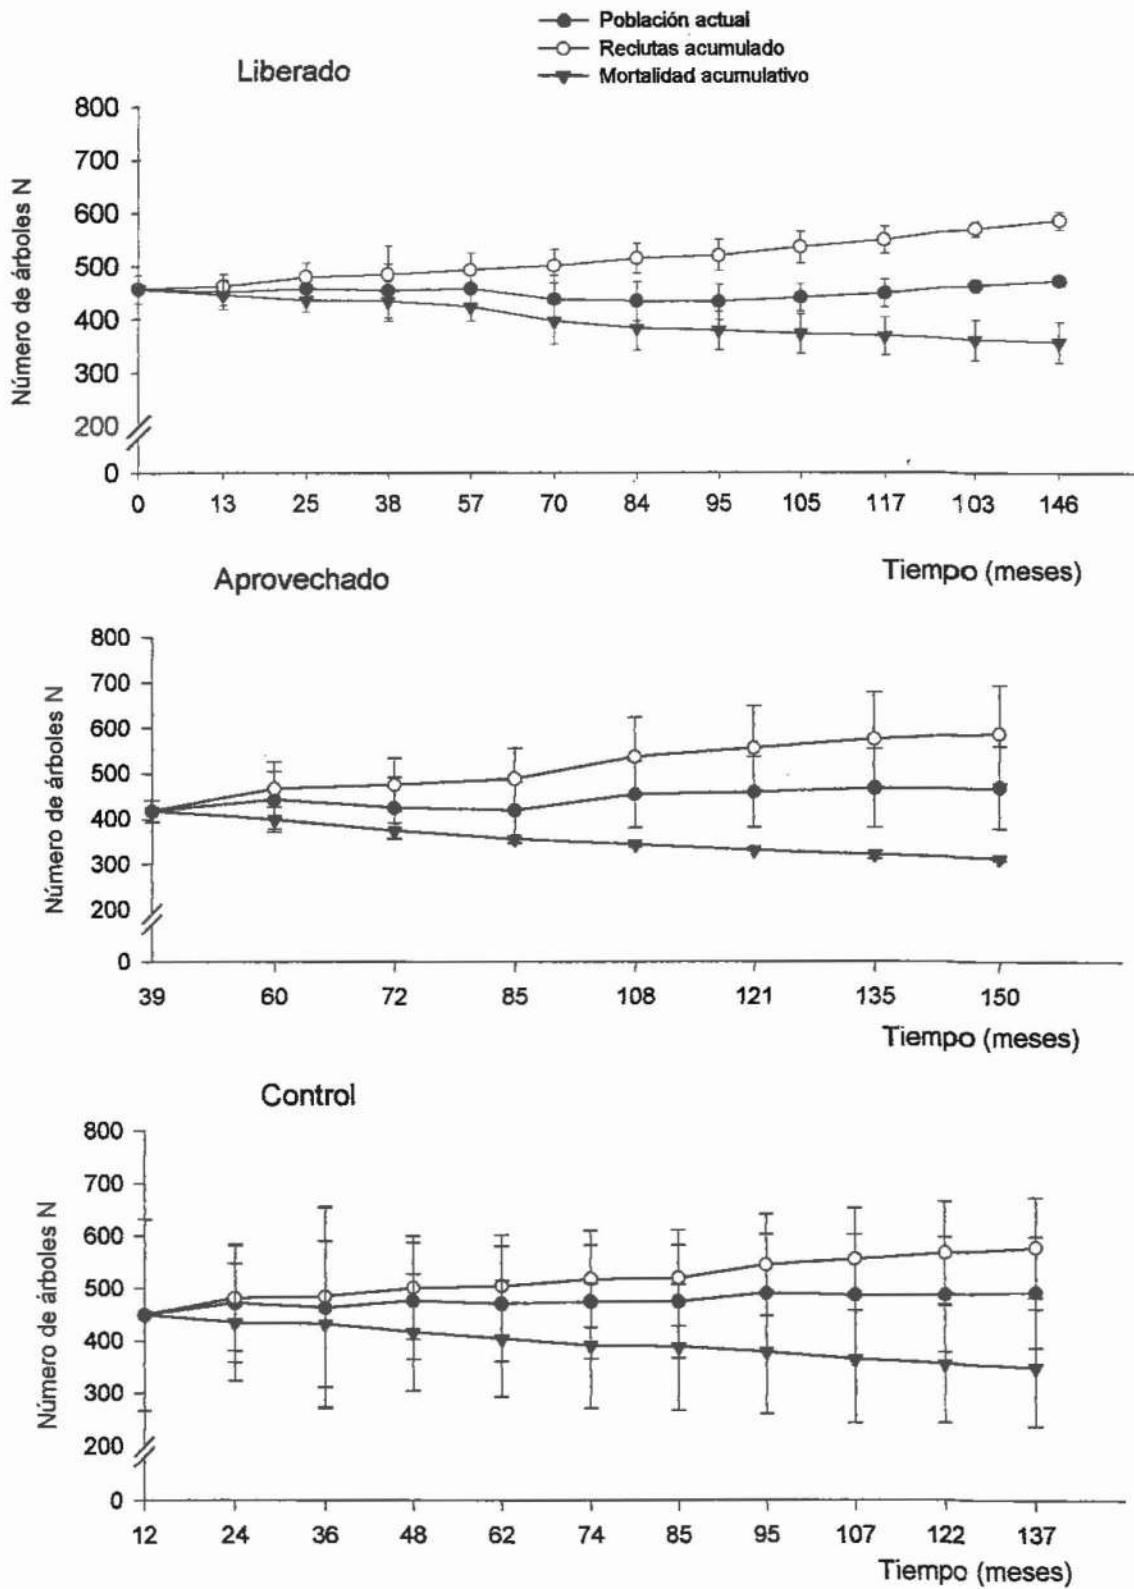 Población actual
Reclutas acumulado
Mortalidad acumulativo
Liberado
800
700
600
500
400
300
200
0
Número de árboles N
0 13 25 38 57 70 84 95 105 117 103 146
Tiempo (meses)
Aprovechado
800
700
600
500
400
300
200
0
Número de árboles N
39 60 72 85 108 121 135 150
Tiempo (meses)
Control
800
700
600
500
400
300
200
0
Número de árboles N
12 24 36 48 62 74 85 95 107 122 137
Tiempo (meses)